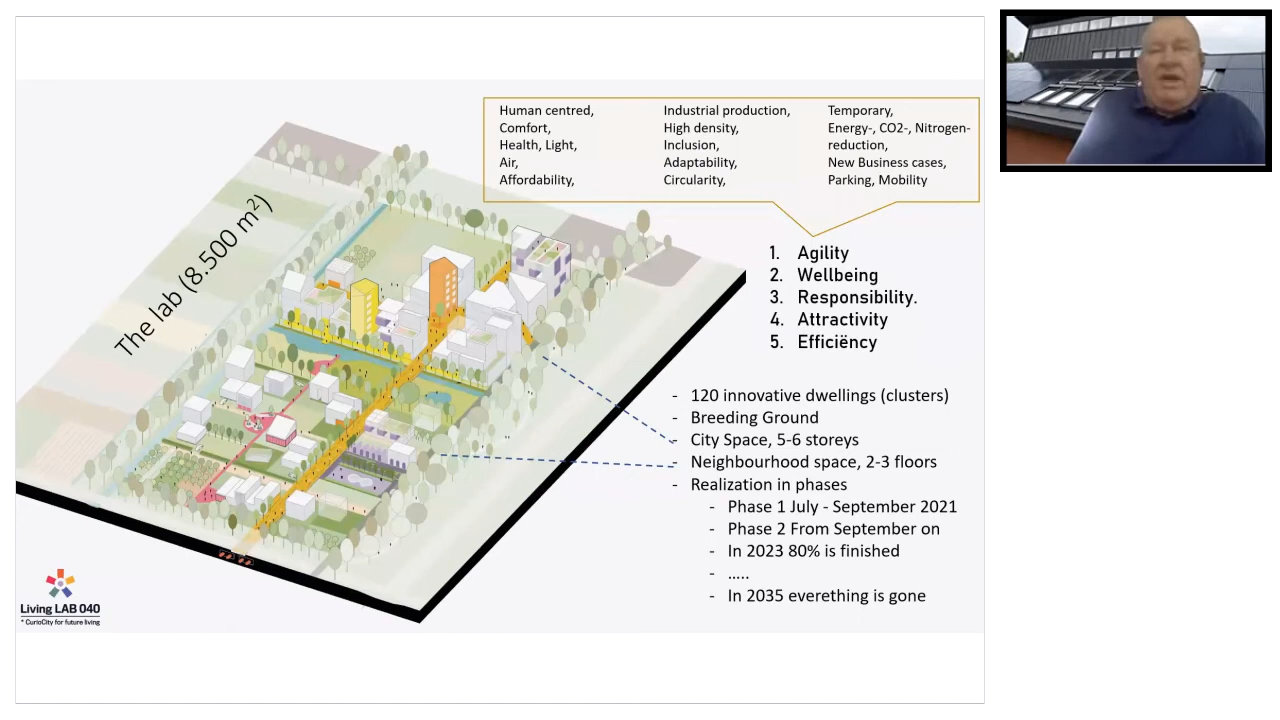 The lab (8.500 m²)
Human centred,
Comfort,
Health, Light,
Air,
Affordability,
Industrial production,
High density,
Inclusion,
Adaptability,
Circularity,
Temporary,
Energy-, CO2-, Nitrogen-
reduction,
New Business cases,
Parking, Mobility
1. Agility
2. Wellbeing
3. Responsibility.
4. Attractivity
5. Efficiëncy
- 120 innovative dwellings (clusters)
- Breeding Ground
- City Space, 5-6 storeys
- Neighbourhood space, 2-3 floors
- Realization in phases
- Phase 1 July - September 2021
- Phase 2 From September on
- In 2023 80% is finished
- .....
- In 2035 everething is gone
Living LAB 040
* CurioCity for future living